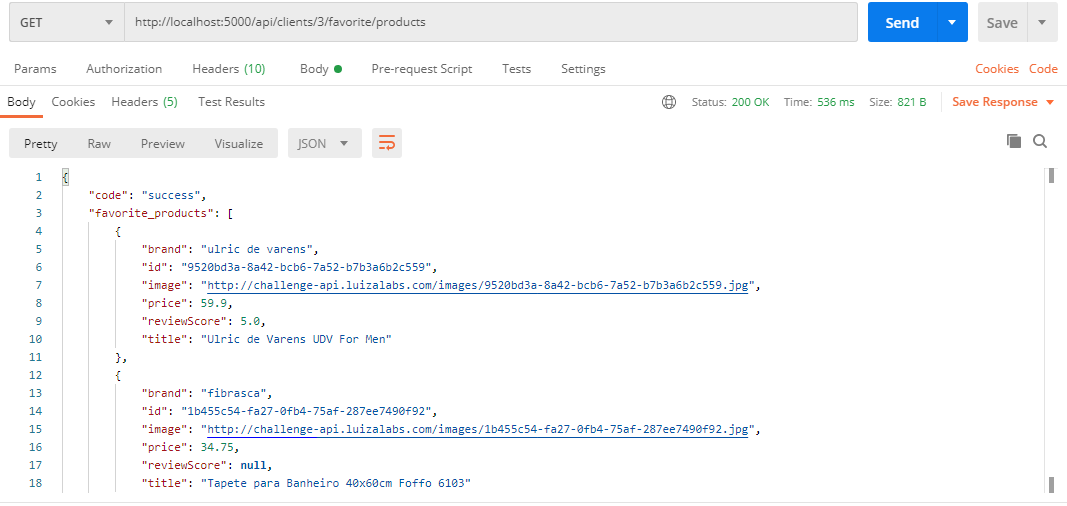 GET http://localhost:5000/api/clients/3/favorite/products Send Save
Params Authorization Headers (10) Body Pre-request Script Tests Settings Cookies Code
Body Cookies Headers (5) Test Results Status: 200 OK Time: 536 ms Size: 821 B Save Response
Pretty Raw Preview Visualize JSON
1 {
2 "code": "success",
3 "favorite_products": [
4 {
5 "brand": "ulric de varens",
6 "id": "9520bd3a-8a42-bcb6-7a52-b7b3a6b2c559",
7 "image": "http://challenge-api.luizalabs.com/images/9520bd3a-8a42-bcb6-7a52-b7b3a6b2c559.jpg",
8 "price": 59.9,
9 "reviewScore": 5.0,
10 "title": "Ulric de Varens UDV For Men"
11 },
12 {
13 "brand": "fibrasca",
14 "id": "1b455c54-fa27-0fb4-75af-287ee7490f92",
15 "image": "http://challenge-api.luizalabs.com/images/1b455c54-fa27-0fb4-75af-287ee7490f92.jpg",
16 "price": 34.75,
17 "reviewScore": null,
18 "title": "Tapete para Banheiro 40x60cm Foffo 6103"